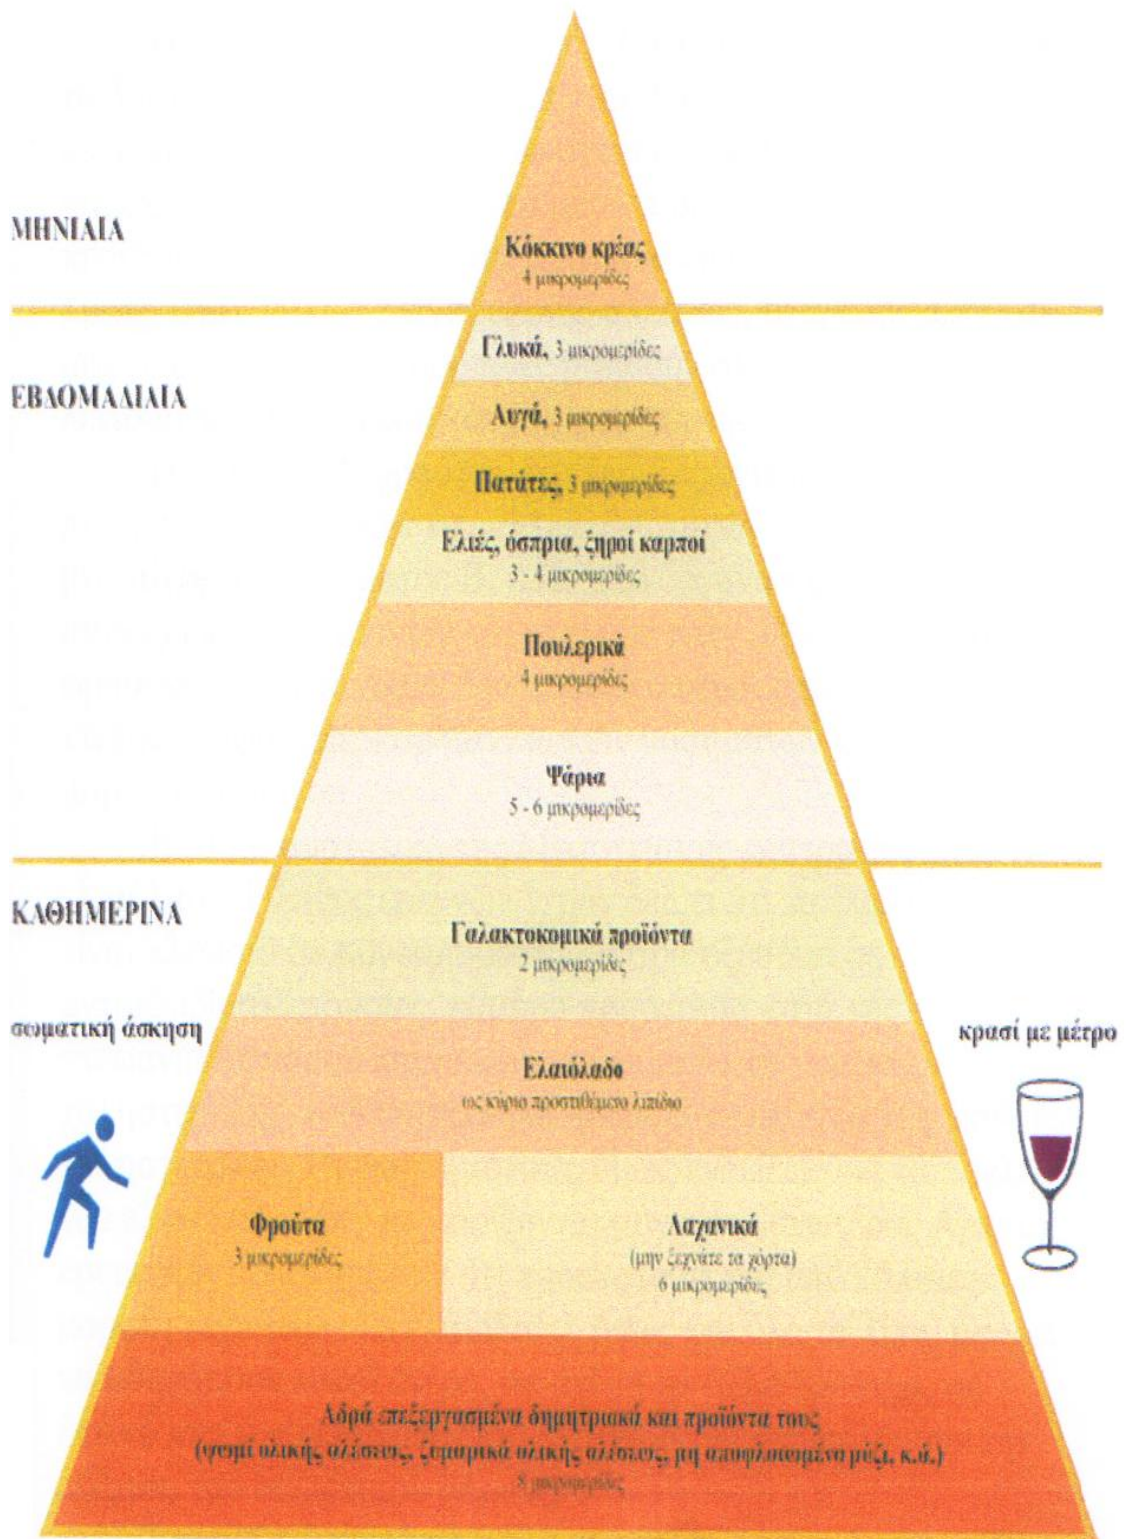 ΜΗΝΙΑΙΑ
Κόκκινο κρέας
4 μικρομερίδες
Γλυκά, 3 μικρομερίδες
ΕΒΔΟΜΑΔΙΑΙΑ
Αυγά, 3 μικρομερίδες
Πατάτες, 3 μικρομερίδες
Ελιές, όσπρια, ξηροί καρποί
3 - 4 μικρομερίδες
Πουλερικά
4 μικρομερίδες
Ψάρια
5 - 6 μικρομερίδες
ΚΑΘΗΜΕΡΙΝΑ
Γαλακτοκομικά προϊόντα
2 μικρομερίδες
σωματική άσκηση
κρασί με μέτρο
Ελαιόλαδο
ως κύριο προστιθέμενο λιπίδιο
Φρούτα
3 μικρομερίδες
Λαχανικά
(μην ξεχνάτε τα χόρτα)
6 μικρομερίδες
Αδρά επεξεργασμένα δημητριακά και προϊόντα τους
(ψωμί ολικής αλέσεως, ζυμαρικά ολικής αλέσεως, μη αποφλοιωμένο ρύζι, κ.ά.)
8 μικρομερίδες